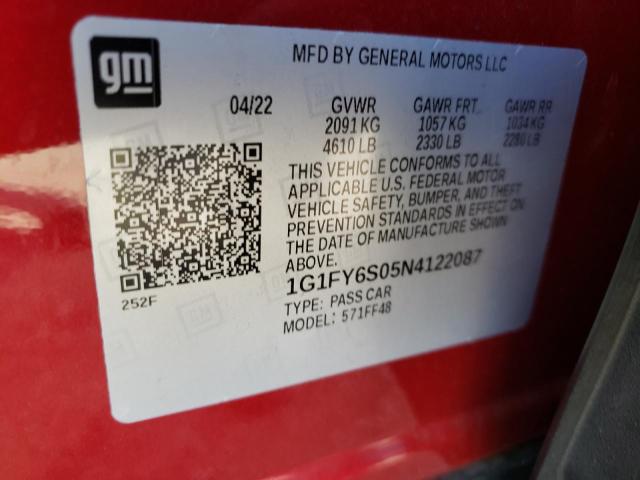 gm
MFD BY GENERAL MOTORS LLC
04/22 GVWR GAWR FRT. GAWR RR
2091 KG 1057 KG 1034 KG
4610 LB 2330 LB 2280 LB
THIS VEHICLE CONFORMS TO ALL
APPLICABLE U.S. FEDERAL MOTOR
VEHICLE SAFETY, BUMPER, AND THEFT
PREVENTION STANDARDS IN EFFECT ON
THE DATE OF MANUFACTURE SHOWN
ABOVE.
1G1FY6S05N4122087
252F
TYPE: PASS CAR
MODEL: 571FF48